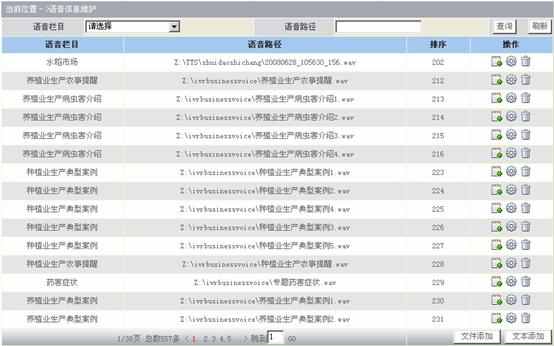 当前位置 - >语音信息维护
语音栏目 请选择 语音路径 查询 刷新
语音栏目 语音路径 排序 操作
水稻市场 Z:\TTS\shuidaoshichang\20080628_105630_156.wav 202
养殖业生产农事提醒 Z:\ivrbusinessvoice\养殖业生产农事提醒.wav 212
养殖业生产病虫害介绍 Z:\ivrbusinessvoice\养殖业生产病虫害介绍1.wav 213
养殖业生产病虫害介绍 Z:\ivrbusinessvoice\养殖业生产病虫害介绍2.wav 214
养殖业生产病虫害介绍 Z:\ivrbusinessvoice\养殖业生产病虫害介绍3.wav 215
养殖业生产病虫害介绍 Z:\ivrbusinessvoice\养殖业生产病虫害介绍4.wav 216
种植业生产典型案例 Z:\ivrbusinessvoice\种植业生产典型案例1.wav 223
种植业生产典型案例 Z:\ivrbusinessvoice\种植业生产典型案例2.wav 224
种植业生产典型案例 Z:\ivrbusinessvoice\种植业生产典型案例4.wav 225
种植业生产典型案例 Z:\ivrbusinessvoice\种植业生产典型案例3.wav 226
种植业生产典型案例 Z:\ivrbusinessvoice\种植业生产典型案例5.wav 227
种植业生产农事提醒 Z:\ivrbusinessvoice\种植业生产农事提醒.wav 228
药害症状 Z:\ivrbusinessvoice\专题药害症状.wav 229
养殖业生产典型案例 Z:\ivrbusinessvoice\养殖业生产典型案例1.wav 230
养殖业生产典型案例 Z:\ivrbusinessvoice\养殖业生产典型案例2.wav 231
1/38页 总数557条 < 1. 2.3.4.5...> 跳到 1 GO 文件添加 文本添加